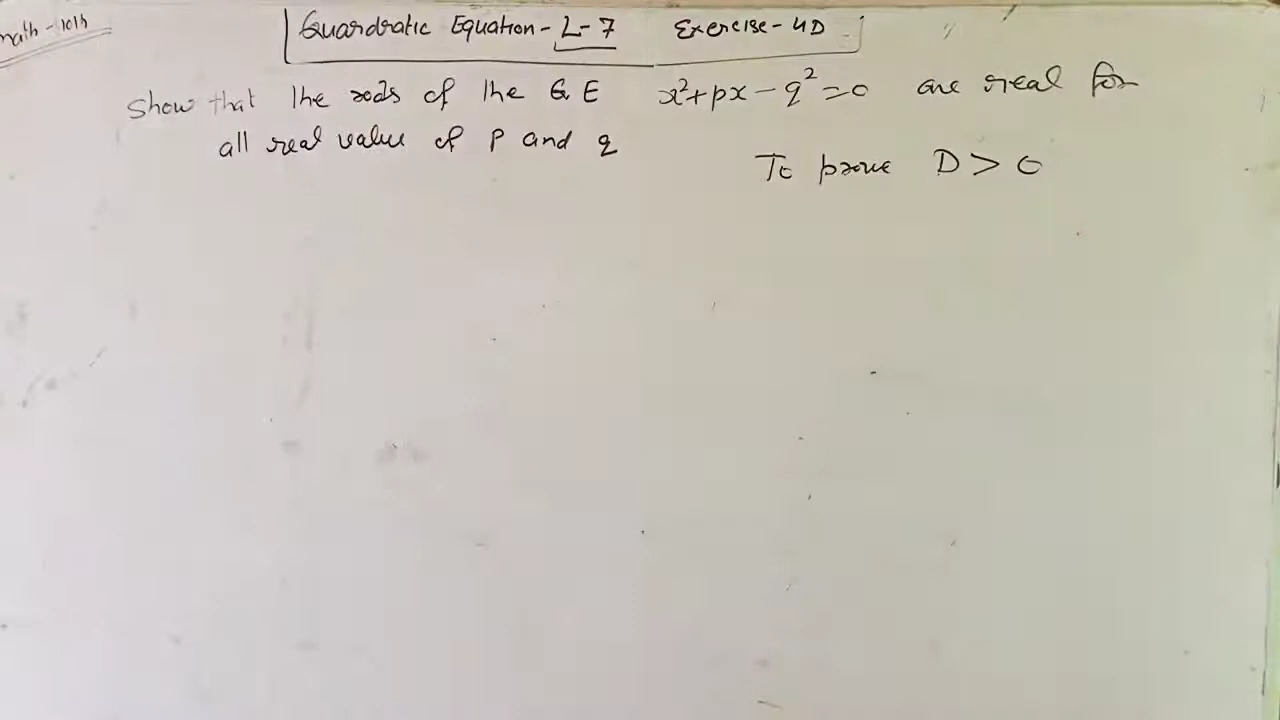 math-10th
Quardratic Equation - L-7 Exercise-4D
Show that the roots of the Q E x²+px-q²=0 are real for
all real value of P and q
To prove D > 0